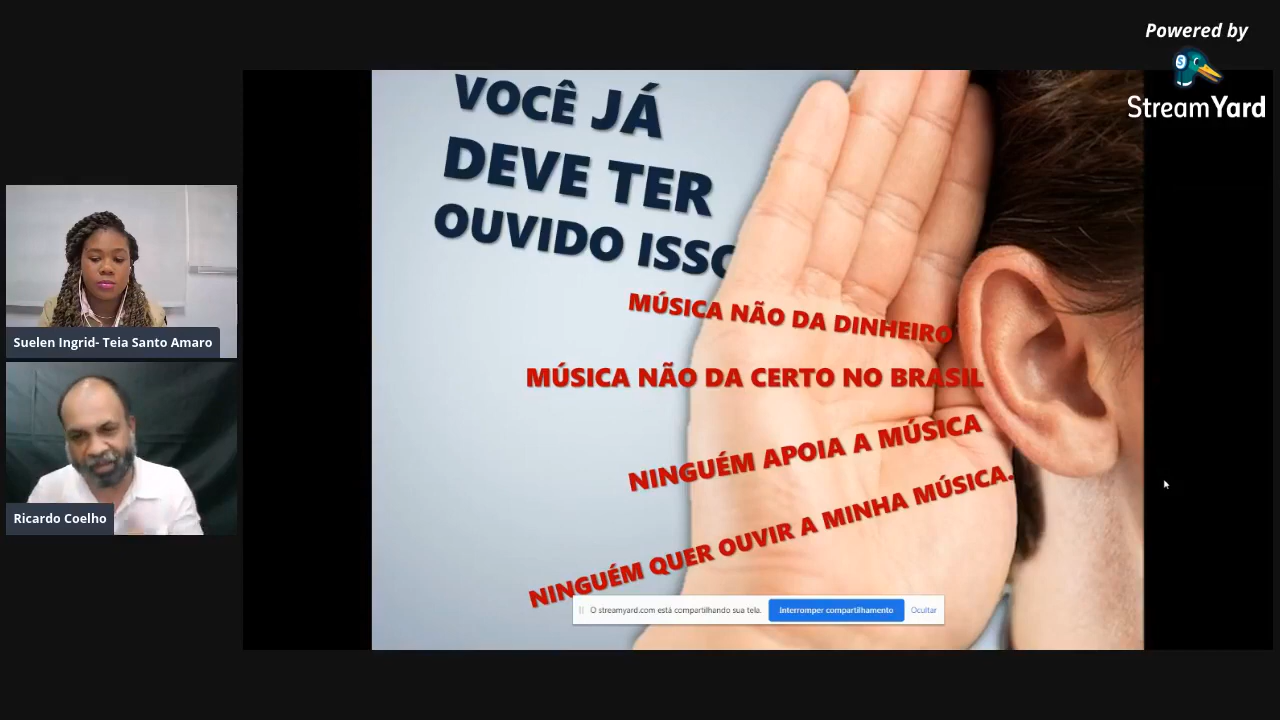 Powered by
StreamYard
VOCÊ JÁ
DEVE TER
OUVIDO ISSO
MÚSICA NÃO DA DINHEIRO
MÚSICA NÃO DA CERTO NO BRASIL
NINGUÉM APOIA A MÚSICA
NINGUÉM QUER OUVIR A MINHA MÚSICA.
Suelen Ingrid- Teia Santo Amaro
Ricardo Coelho
O streamyard.com está compartilhando sua tela.
Interromper compartilhamento
Ocultar